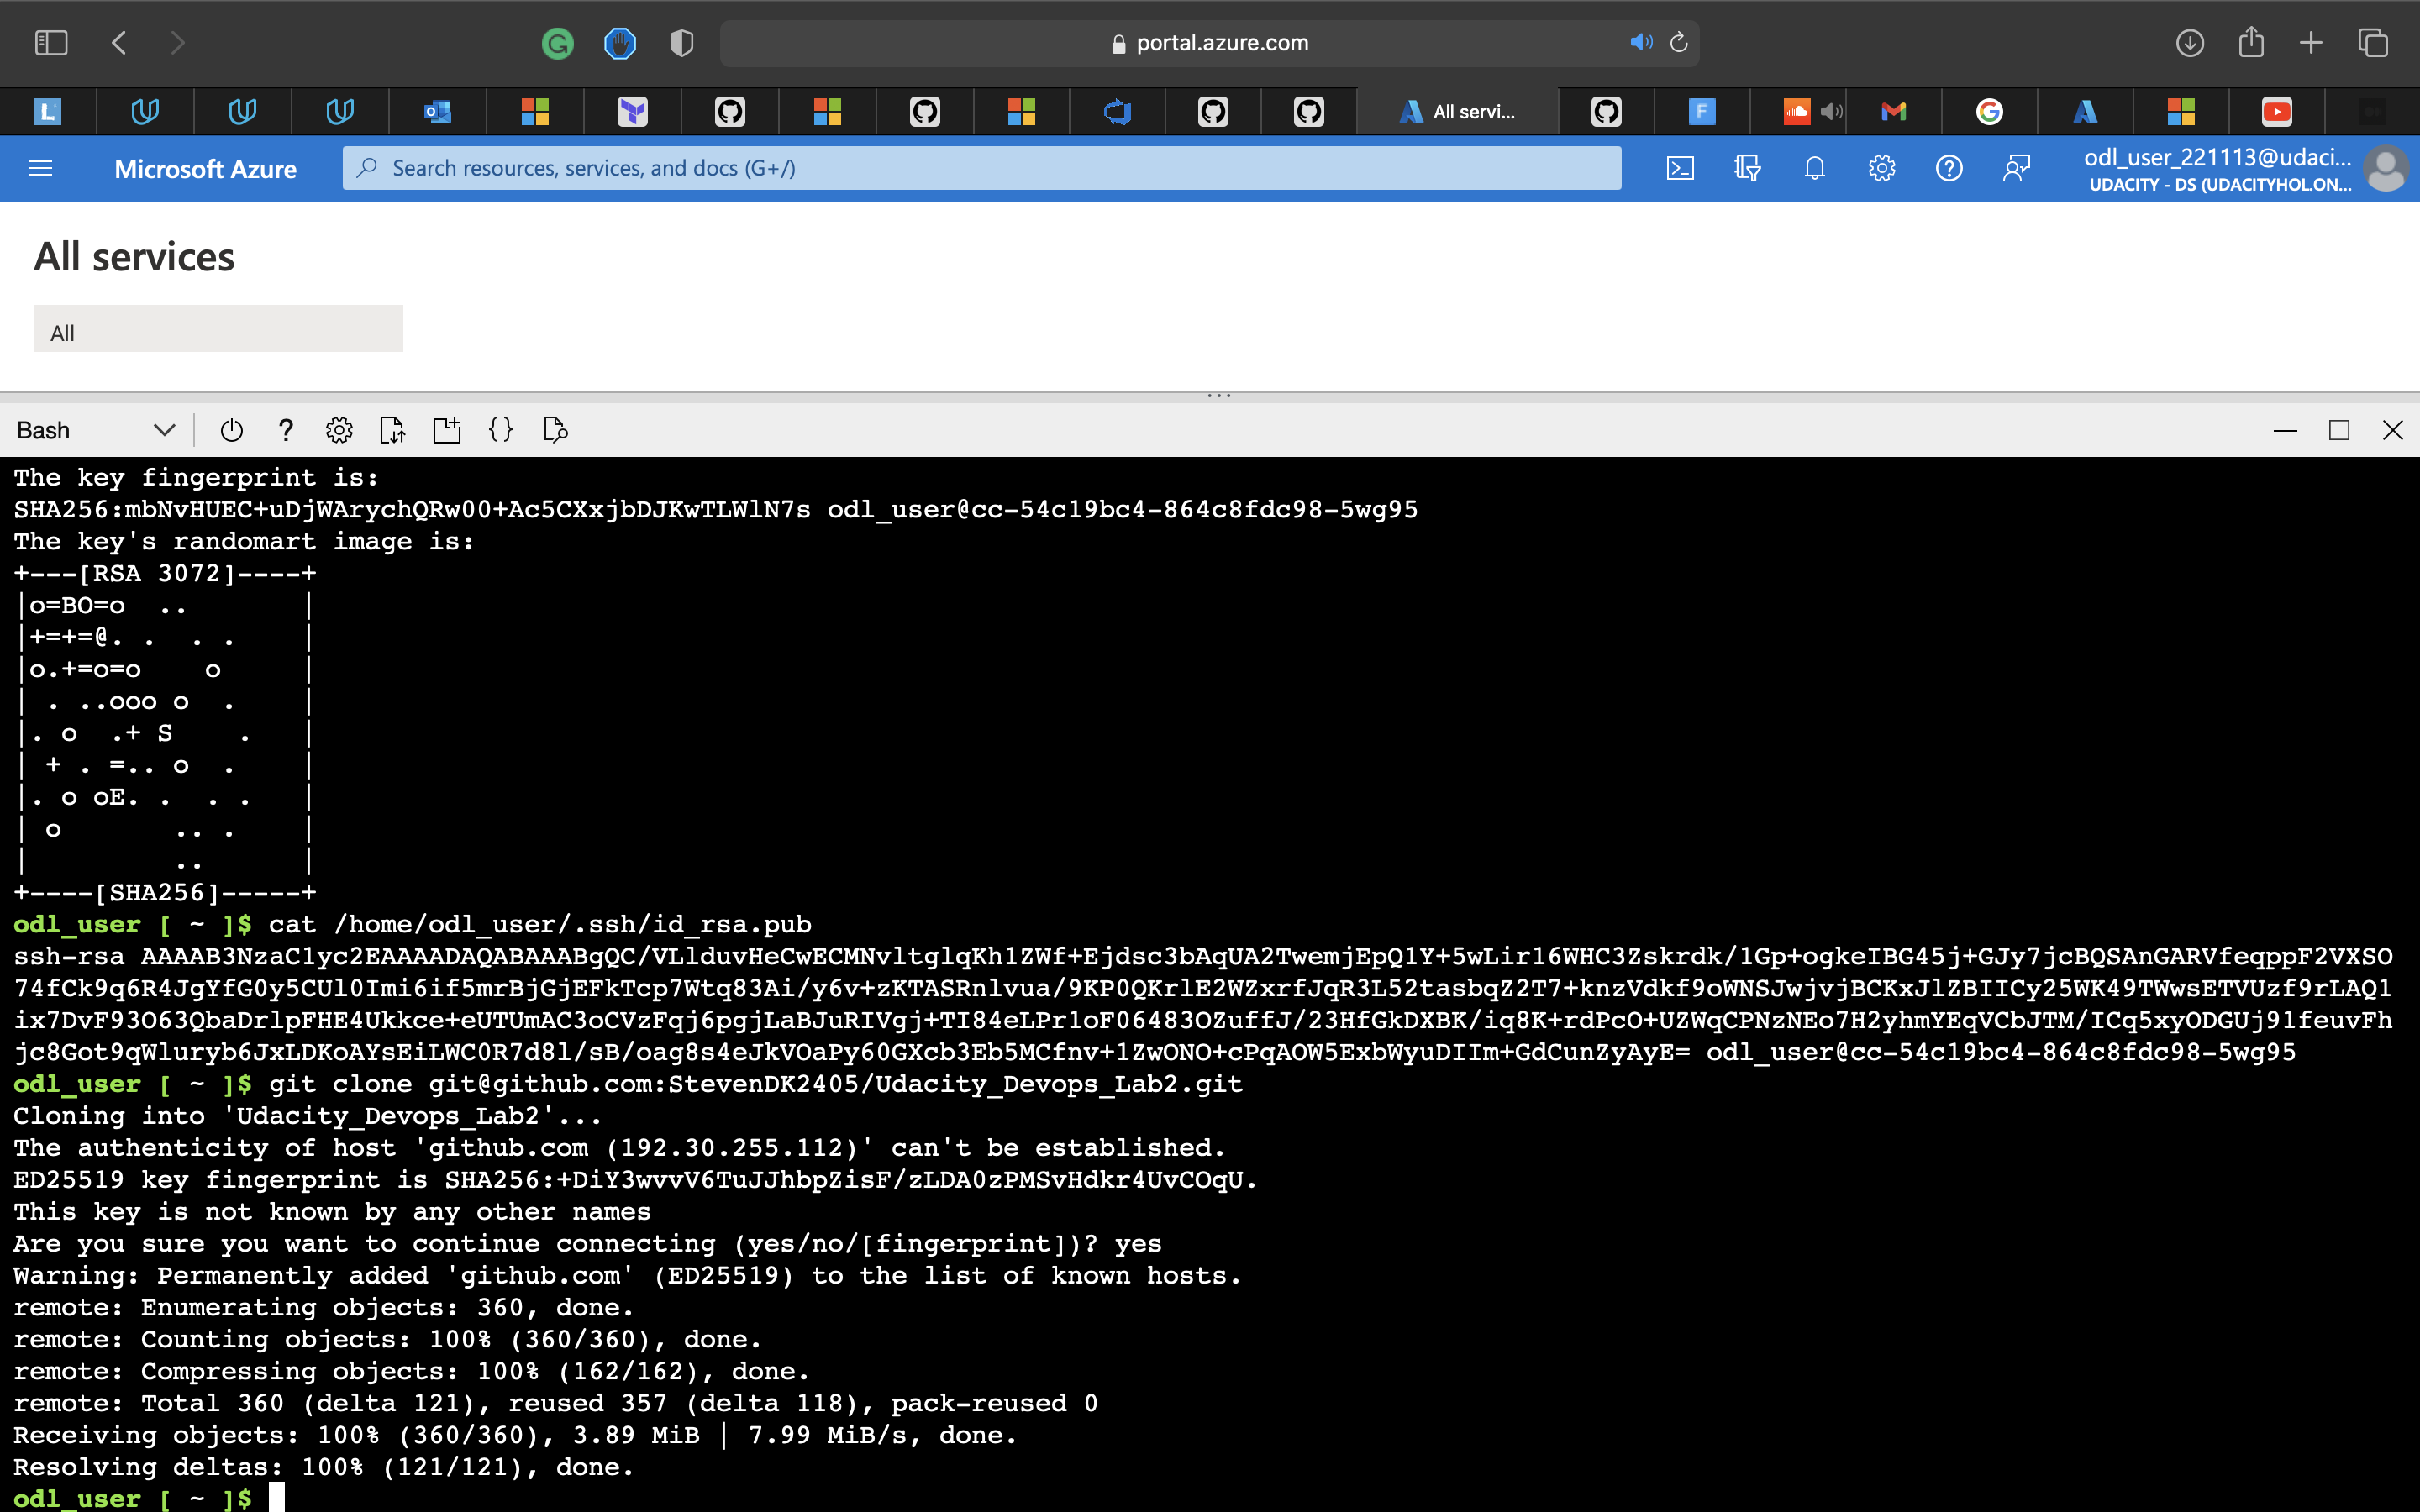 portal.azure.com
All servi...
Microsoft Azure
Search resources, services, and docs (G+/)
odl_user_221113@udaci...
UDACITY - DS (UDACITYHOL.ON...
All services
All
Bash
The key fingerprint is:
SHA256:mbNvHUEC+uDjWArychQRw00+Ac5CXxjbDJKwTLWlN7s odl_user@cc-54c19bc4-864c8fdc98-5wg95
The key's randomart image is:
+---[RSA 3072]----+
|o=BO=o  ..       |
|+=+=@. .  . .    |
|o.+=o=o    o     |
| . ..ooo o  .    |
|. o  .+ S    .   |
| + . =.. o  .    |
|. o oE. .  . .   |
| o       .. .    |
|         ..      |
+----[SHA256]-----+
odl_user [ ~ ]$ cat /home/odl_user/.ssh/id_rsa.pub
ssh-rsa AAAAB3NzaC1yc2EAAAADAQABAAABgQC/VLlduvHeCwECMNvltglqKh1ZWf+Ejdsc3bAqUA2TwemjEpQ1Y+5wLir16WHC3Zskrdk/1Gp+ogkeIBG45j+GJy7jcBQSAnGARVfeqppF2VXSO
74fCk9q6R4JgYfG0y5CUl0Imi6if5mrBjGjEFkTcp7Wtq83Ai/y6v+zKTASRnlvua/9KP0QKrlE2WZxrfJqR3L52tasbqZ2T7+knzVdkf9oWNSJwjvjBCKxJlZBIICy25WK49TWwsETVUzf9rLAQ1
ix7DvF93O63QbaDrlpFHE4Ukkce+eUTUmAC3oCVzFqj6pgjLaBJuRIVgj+TI84eLPr1oF06483OZuffJ/23HfGkDXBK/iq8K+rdPcO+UZWqCPNzNEo7H2yhmYEqVCbJTM/ICq5xyODGUj91feuvFh
jc8Got9qWluryb6JxLDKoAYsEiLWC0R7d8l/sB/oag8s4eJkVOaPy60GXcb3Eb5MCfnv+1ZwONO+cPqAOW5ExbWyuDIIm+GdCunZyAyE= odl_user@cc-54c19bc4-864c8fdc98-5wg95
odl_user [ ~ ]$ git clone git@github.com:StevenDK2405/Udacity_Devops_Lab2.git
Cloning into 'Udacity_Devops_Lab2'...
The authenticity of host 'github.com (192.30.255.112)' can't be established.
ED25519 key fingerprint is SHA256:+DiY3wvvV6TuJJhbpZisF/zLDA0zPMSvHdkr4UvCOqU.
This key is not known by any other names
Are you sure you want to continue connecting (yes/no/[fingerprint])? yes
Warning: Permanently added 'github.com' (ED25519) to the list of known hosts.
remote: Enumerating objects: 360, done.
remote: Counting objects: 100% (360/360), done.
remote: Compressing objects: 100% (162/162), done.
remote: Total 360 (delta 121), reused 357 (delta 118), pack-reused 0
Receiving objects: 100% (360/360), 3.89 MiB | 7.99 MiB/s, done.
Resolving deltas: 100% (121/121), done.
odl_user [ ~ ]$